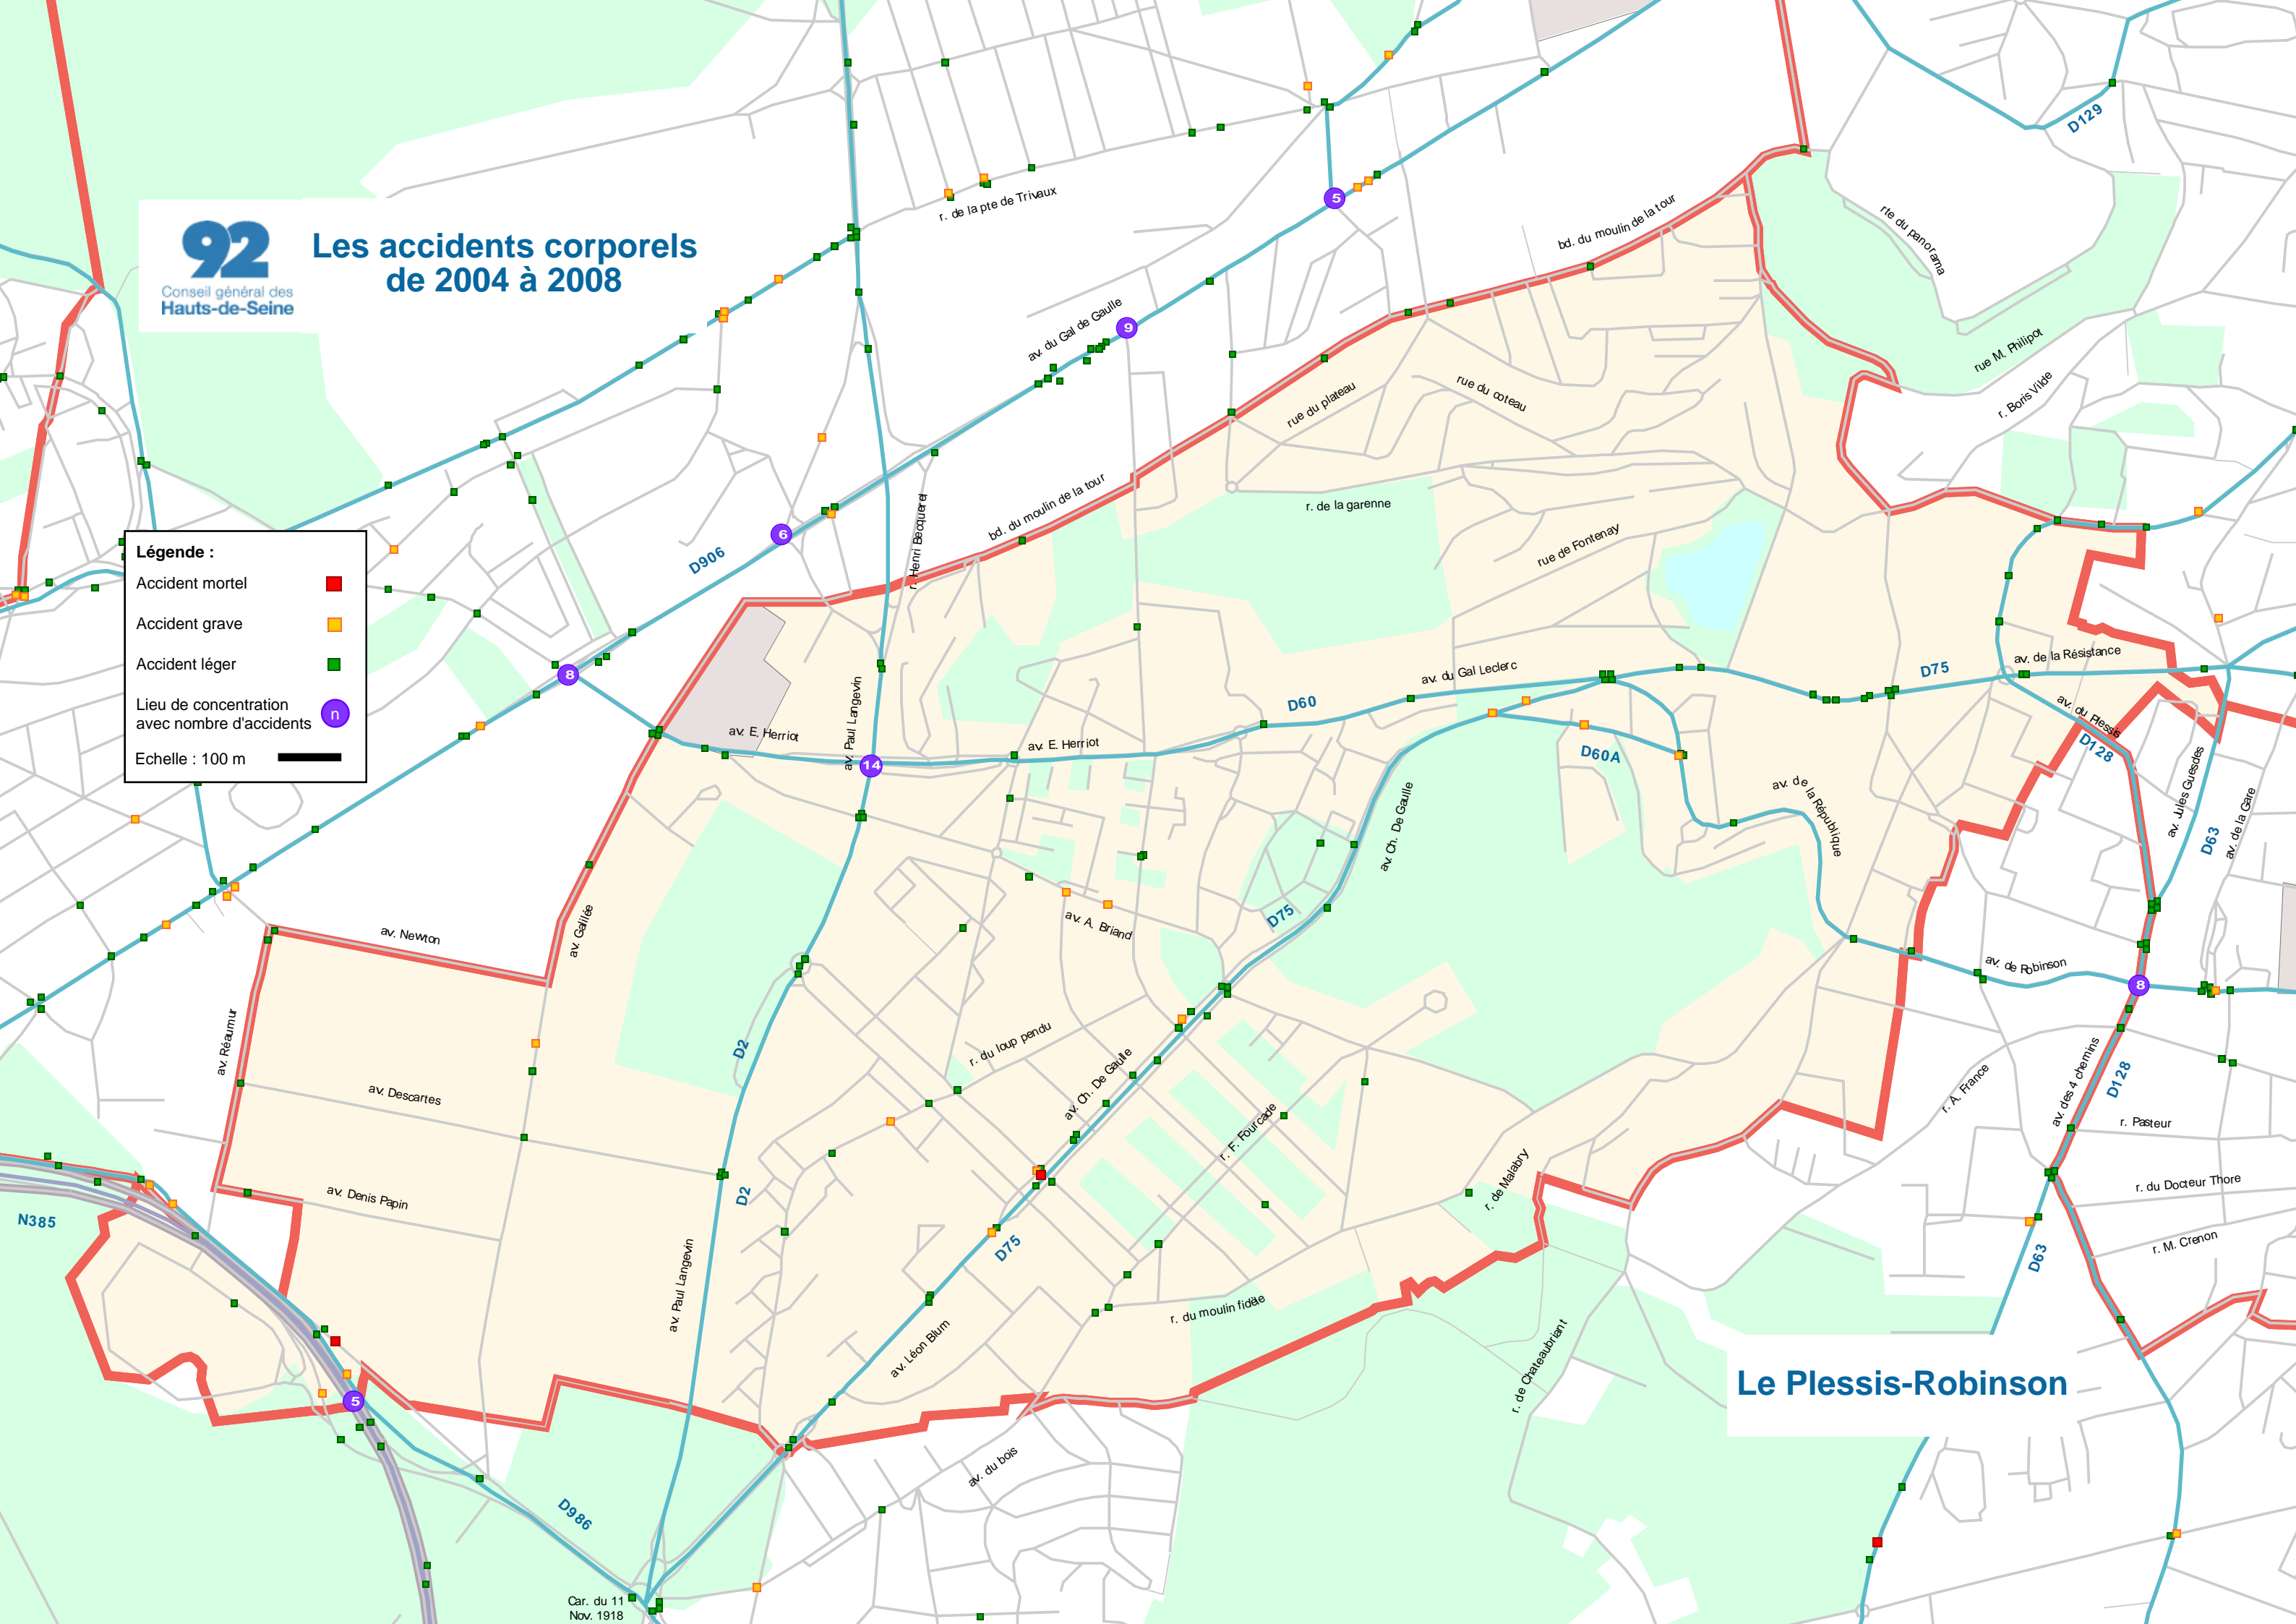 92
Conseil général des
Hauts-de-Seine
Les accidents corporels
de 2004 à 2008
Légende :
Accident mortel
Accident grave
Accident léger
Lieu de concentration
avec nombre d'accidents
n
Echelle : 100 m
D129
r. de la pte de Trivaux
5
bd. du moulin de la tour
rte du panorama
av. du Gal de Gaulle
9
rue M. Philipot
r. Boris Vilde
rue du plateau
rue du coteau
bd. du moulin de la tour
r. de la garenne
r. Henri Becquerel
6
D906
rue de Fontenay
8
av. du Gal Leclerc
D75
av. de la Résistance
D60
av. du Plessis
D128
av. Paul Langevin
av. E. Herriot
av. E. Herriot
14
D60A
av. de la République
av. Jules Guesdes
D63
av. de la Gare
av. Ch. De Gaulle
D75
av. A. Briand
av. Galilée
av. Newton
av. de Robinson
8
av. Réaumur
D2
r. du loup pendu
av. Ch. De Gaulle
av. Descartes
r. F. Fourcade
r. A. France
av. des 4 chemins
D128
r. Pasteur
r. de Malabry
r. du Docteur Thore
av. Denis Papin
D2
N385
D75
r. M. Crenon
D63
av. Paul Langevin
r. du moulin fidèle
av. Léon Blum
r. de Chateaubriant
Le Plessis-Robinson
5
av. du bois
D986
Car. du 11
Nov. 1918